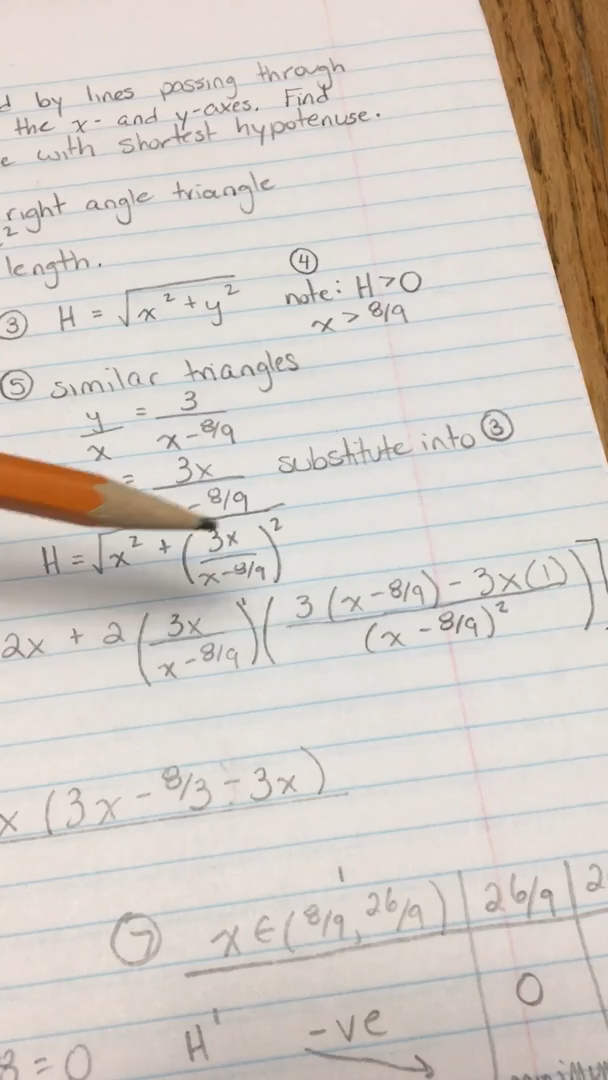 d by lines passing through
the x- and y-axes. Find
e with shortest hypotenuse.
right angle triangle
2
length.
③ H = √(x² + y²)
④
note: H > 0
x > 8/9
⑤ similar triangles
y/x = 3/(x - 8/9)
= 3x/ - 8/9 substitute into ③
H = √(x² + (3x/(x - 8/9))²)
2x + 2 (3x/(x - 8/9))' ((3(x - 8/9) - 3x(1))/(x - 8/9)²)]
x (3x - 8/3 - 3x)
⑦ x ∈ (8/9, 26/9) | 26/9 | 2
H' -ve 0
= 0